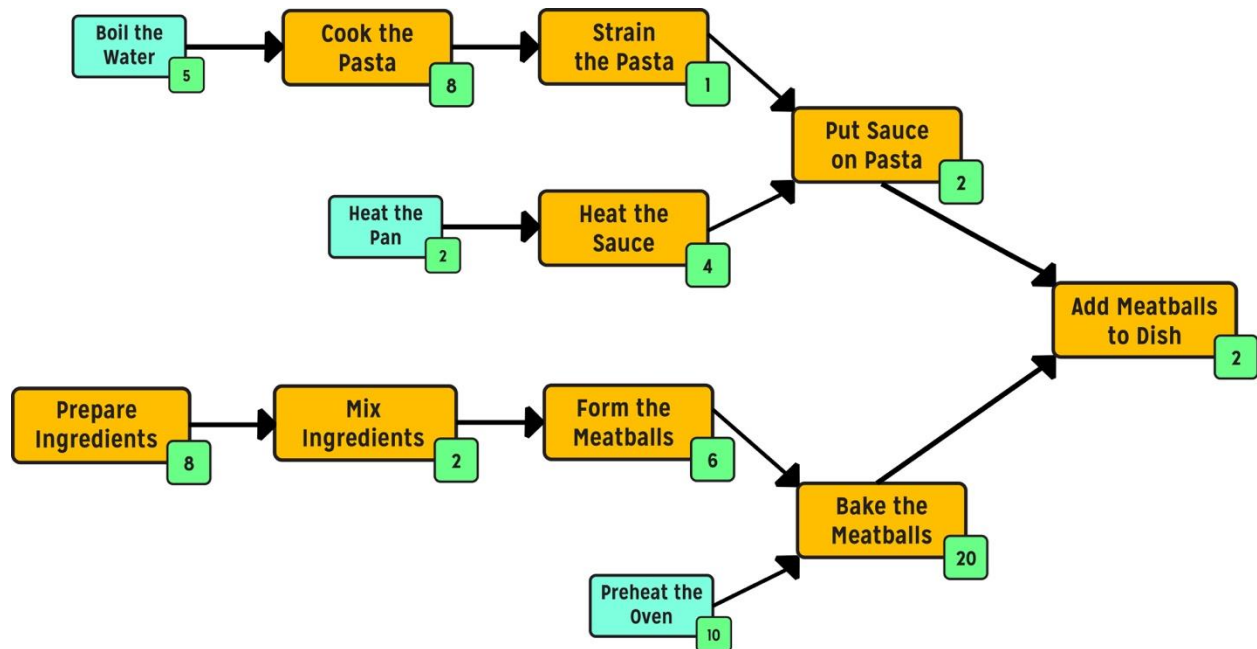 Boil the
Water
5
Cook the
Pasta
8
Strain
the Pasta
1
Put Sauce
on Pasta
2
Heat the
Pan
2
Heat the
Sauce
4
Add Meatballs
to Dish
2
Prepare
Ingredients
8
Mix
Ingredients
2
Form the
Meatballs
6
Bake the
Meatballs
20
Preheat the
Oven
10